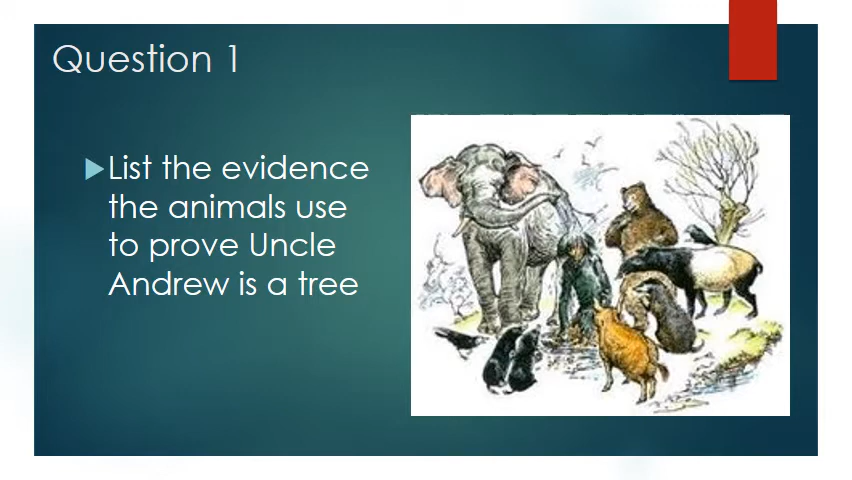 Question 1
List the evidence
the animals use
to prove Uncle
Andrew is a tree